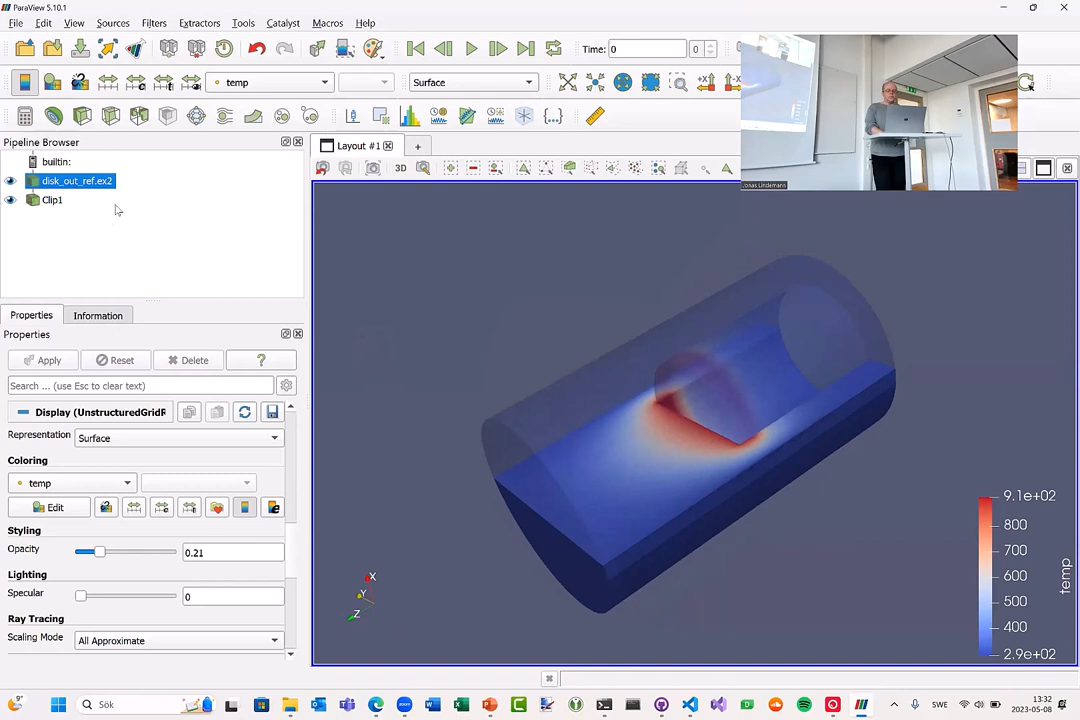 ParaView 5.10.1
File Edit View Sources Filters Extractors Tools Catalyst Macros Help
Time: 0 0
temp Surface
Jonas Lindemann
Pipeline Browser
builtin:
disk_out_ref.ex2
Clip1
Layout #1 +
3D
Properties Information
Properties
Apply Reset Delete ?
Search ... (use Esc to clear text)
Display (UnstructuredGridR
Representation Surface
Coloring
temp
Edit
Styling
Opacity 0.21
Lighting
Specular 0
Ray Tracing
Scaling Mode All Approximate
X
Y
Z
9.1e+02
800
700
600
500
400
2.9e+02
temp
9°
Sök
SWE
13:32
2023-05-08